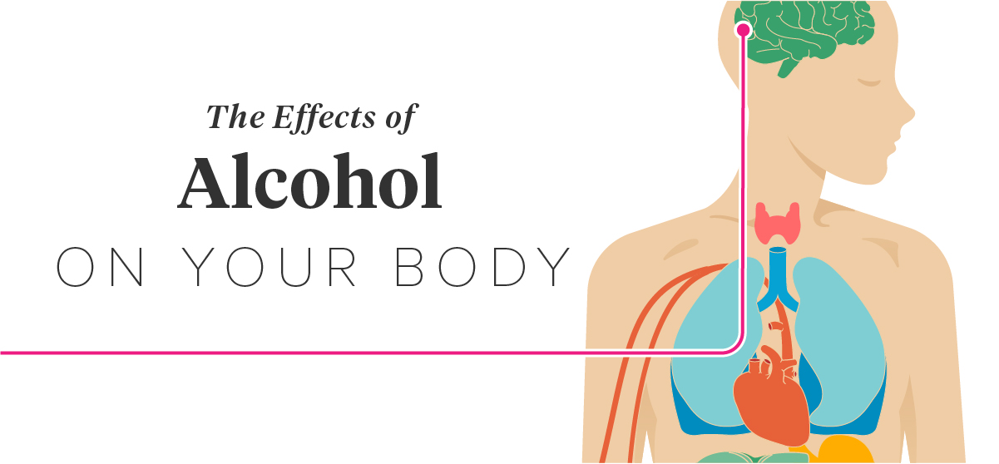 The Effects of
Alcohol
ON YOUR BODY